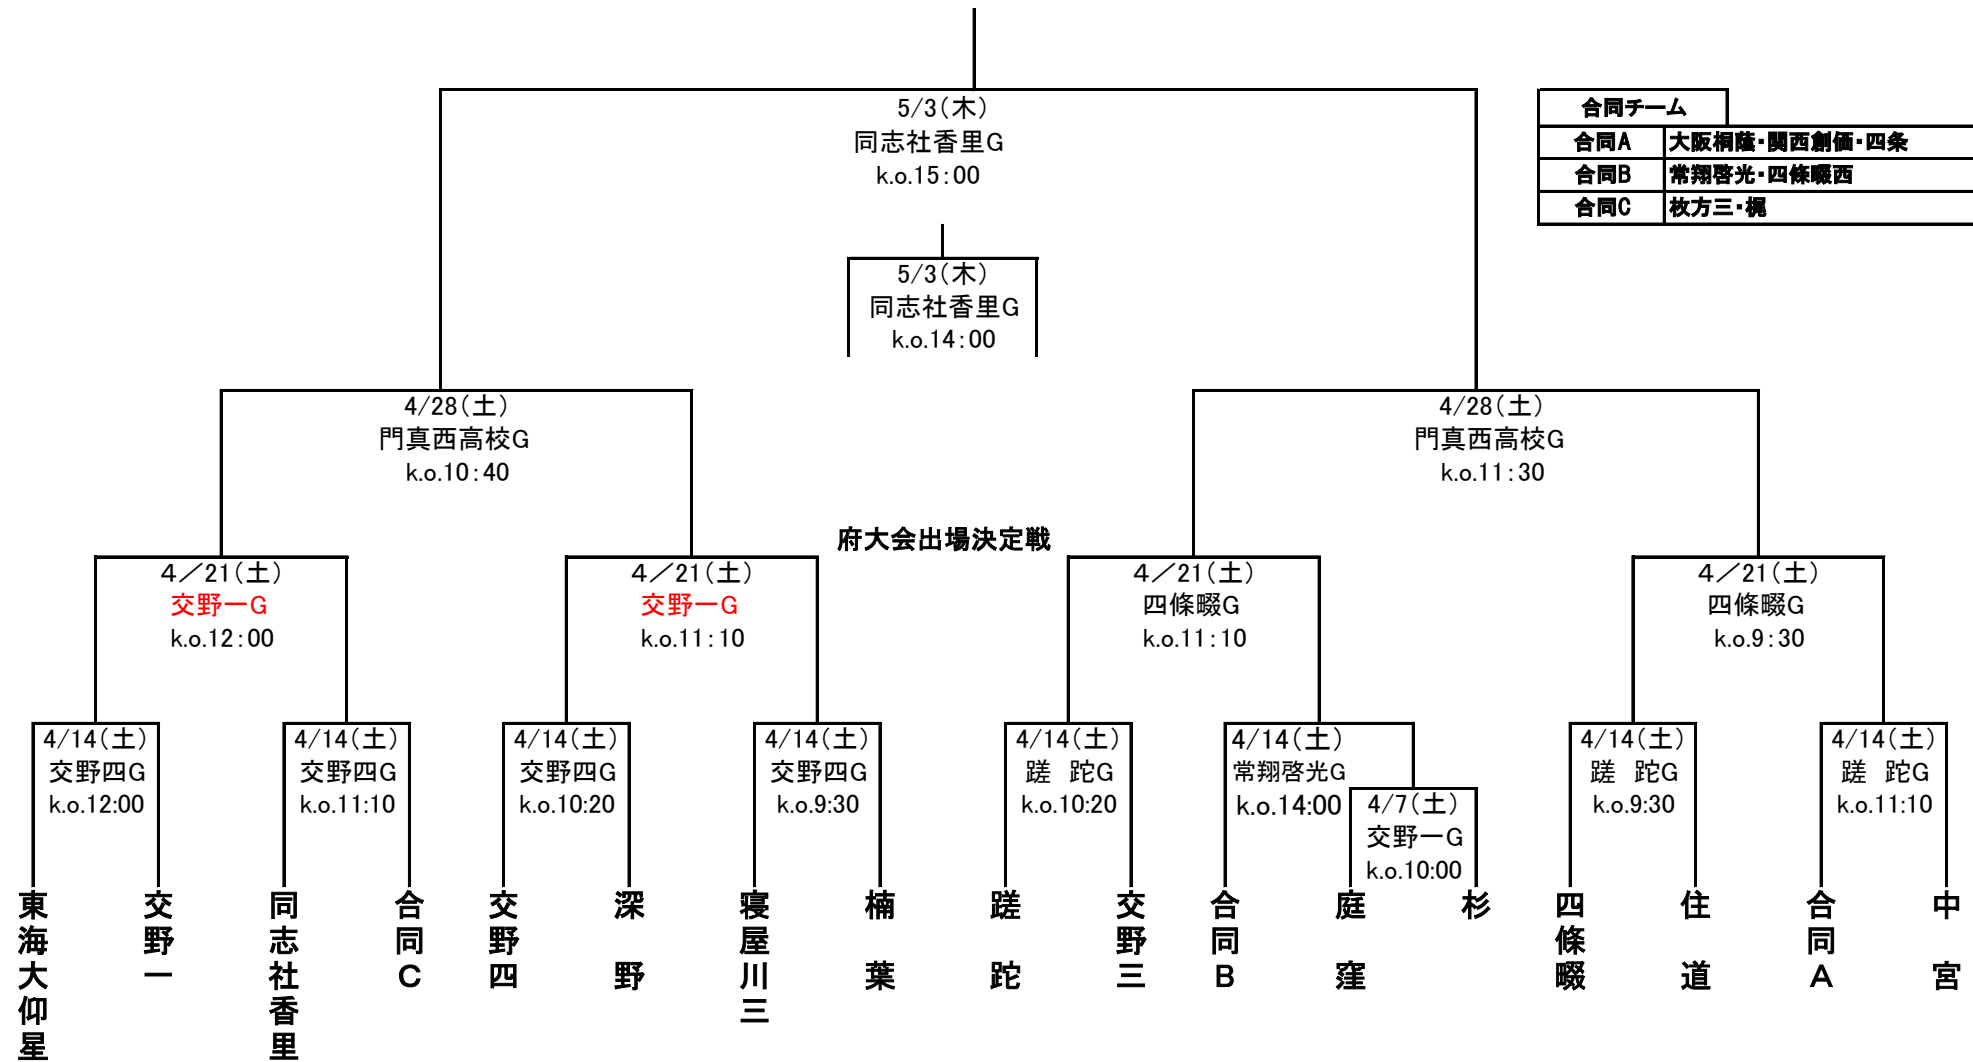 5/3(木)
同志社香里G
k.o.15:00
合同チーム
合同A 大阪桐蔭・関西創価・四条
合同B 常翔啓光・四條畷西
合同C 枚方三・梶
5/3(木)
同志社香里G
k.o.14:00
4/28(土)
門真西高校G
k.o.10:40
4/28(土)
門真西高校G
k.o.11:30
府大会出場決定戦
4/21(土)
交野一G
k.o.12:00
4/21(土)
交野一G
k.o.11:10
4/21(土)
四條畷G
k.o.11:10
4/21(土)
四條畷G
k.o.9:30
4/14(土)
交野四G
k.o.12:00
4/14(土)
交野四G
k.o.11:10
4/14(土)
交野四G
k.o.10:20
4/14(土)
交野四G
k.o.9:30
4/14(土)
蹉 跎G
k.o.10:20
4/14(土)
常翔啓光G
k.o.14:00
4/7(土)
交野一G
k.o.10:00
4/14(土)
蹉 跎G
k.o.9:30
4/14(土)
蹉 跎G
k.o.11:10
東海大仰星
交野一
同志社香里
合同C
交野四
深 野
寝屋川三
楠 葉
蹉 跎
交野三
合同B
庭 窪
杉
四條畷
住 道
合同A
中 宮